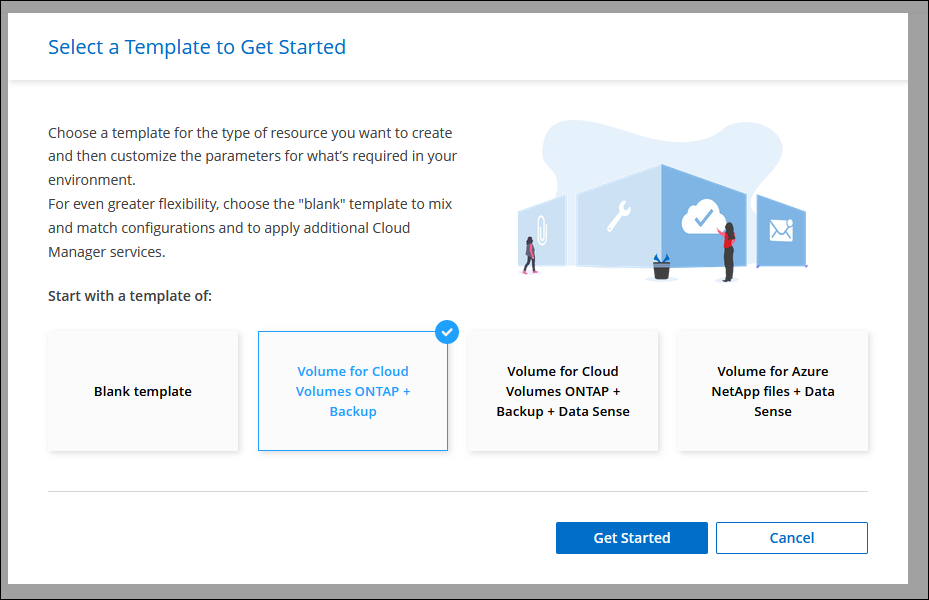 Select a Template to Get Started
Choose a template for the type of resource you want to create
and then customize the parameters for what’s required in your
environment.
For even greater flexibility, choose the "blank" template to mix
and match configurations and to apply additional Cloud
Manager services.
Start with a template of:
Blank template
Volume for Cloud
Volumes ONTAP +
Backup
Volume for Cloud
Volumes ONTAP +
Backup + Data Sense
Volume for Azure
NetApp files + Data
Sense
Get Started
Cancel